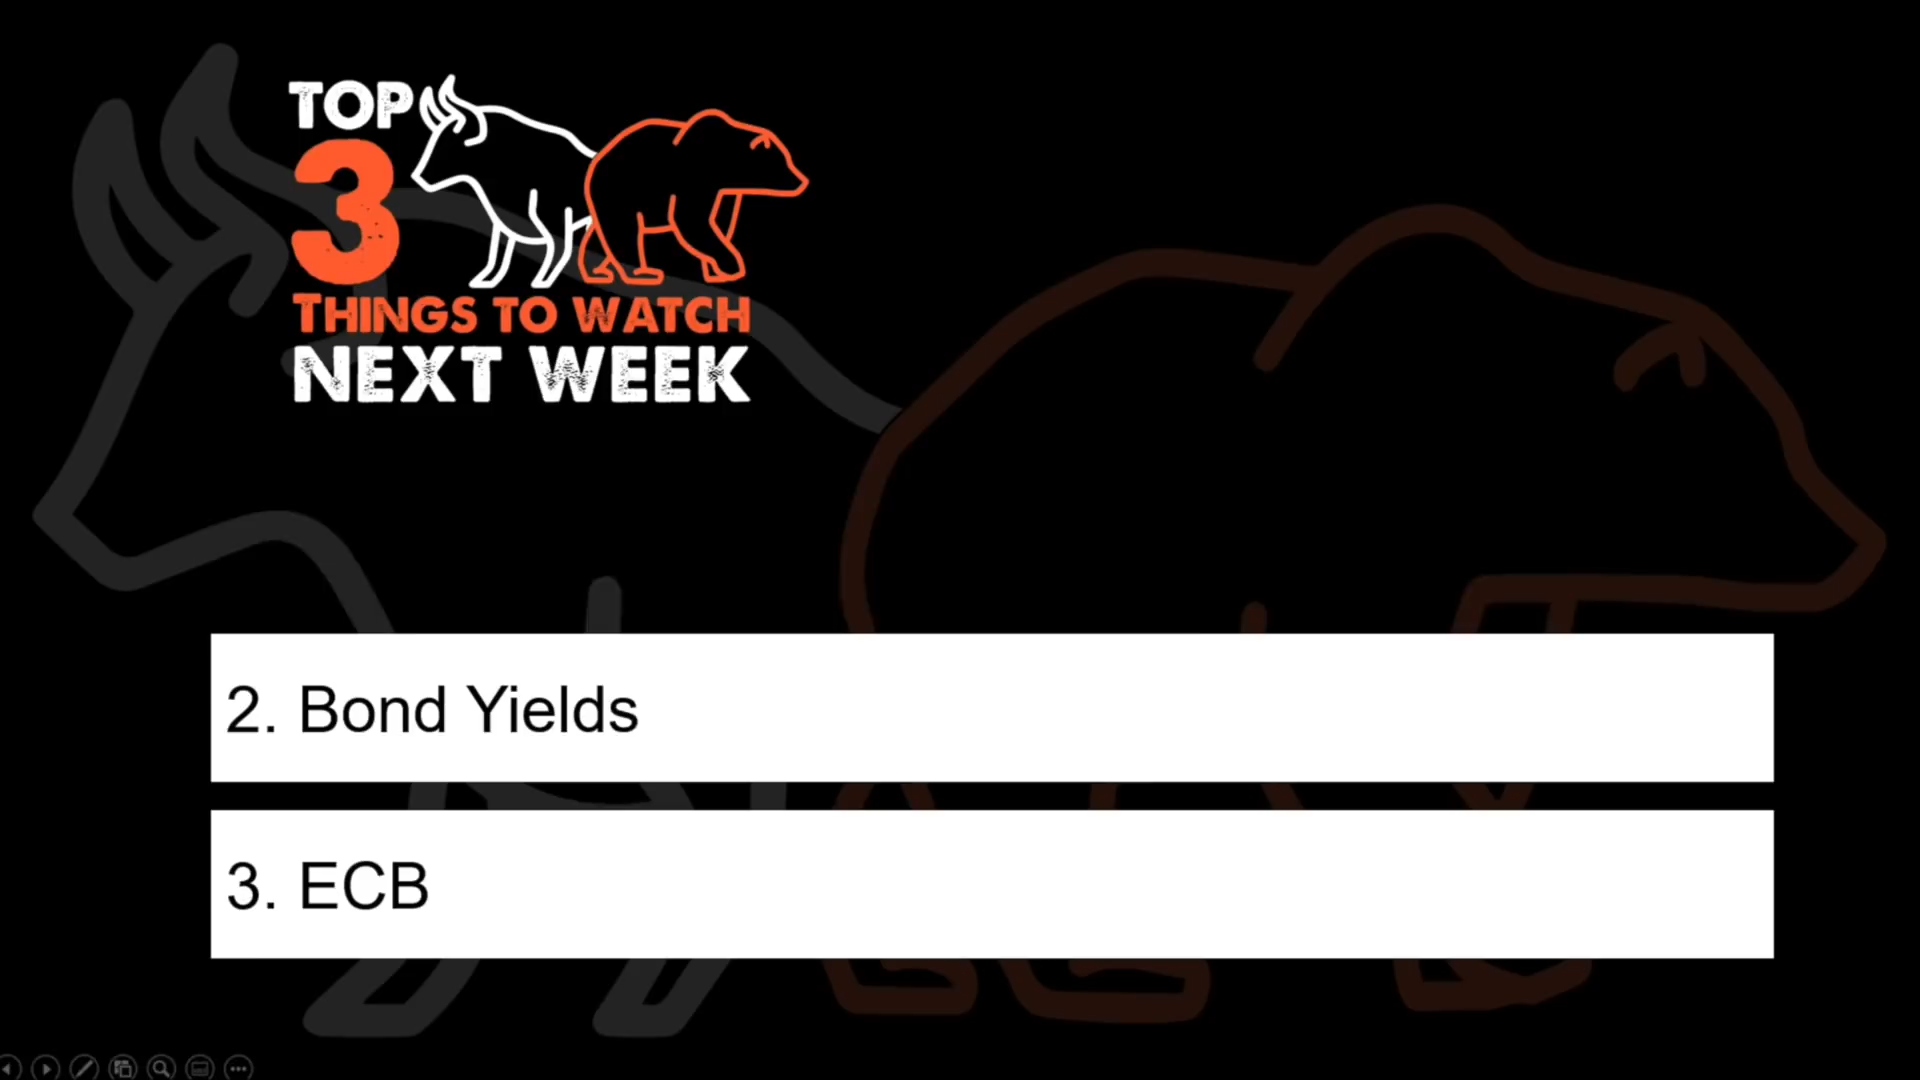 TOP
3
THINGS TO WATCH
NEXT WEEK
2. Bond Yields
3. ECB